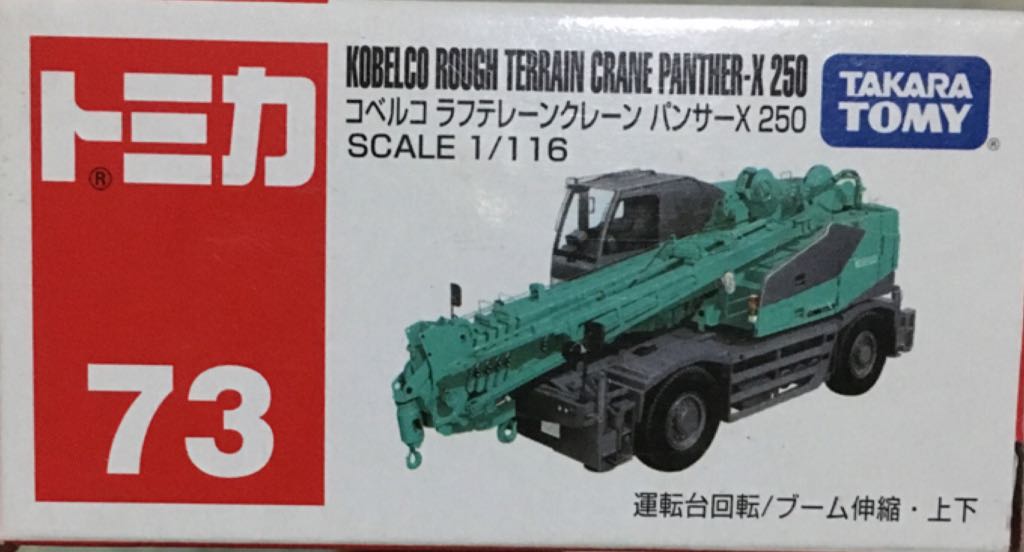 トミカ
®
73
KOBELCO ROUGH TERRAIN CRANE PANTHER-X 250
コベルコ ラフテレーンクレーン パンサーX 250
SCALE 1/116
TAKARA
TOMY
®
運転台回転/ブーム伸縮・上下